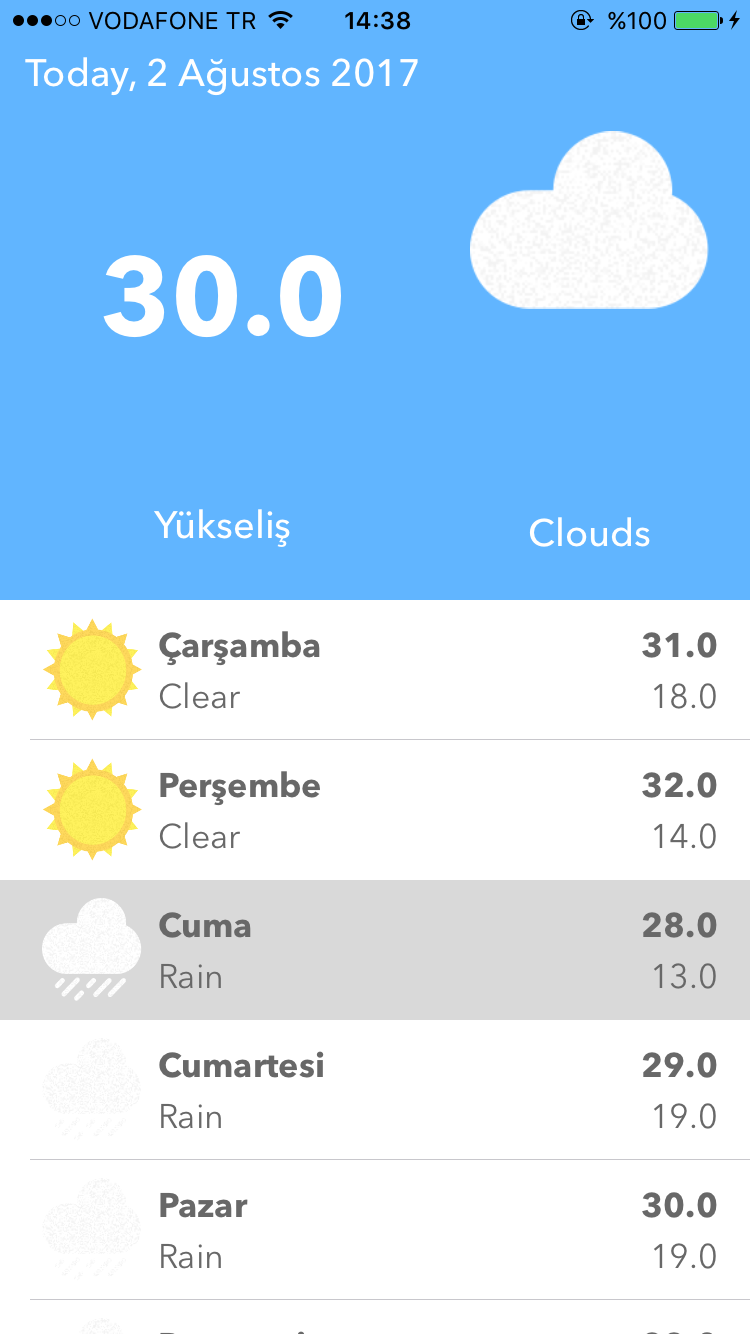 VODAFONE TR 14:38 %100
Today, 2 Ağustos 2017
30.0
Yükseliş
Clouds
Çarşamba 31.0
Clear 18.0
Perşembe 32.0
Clear 14.0
Cuma 28.0
Rain 13.0
Cumartesi 29.0
Rain 19.0
Pazar 30.0
Rain 19.0